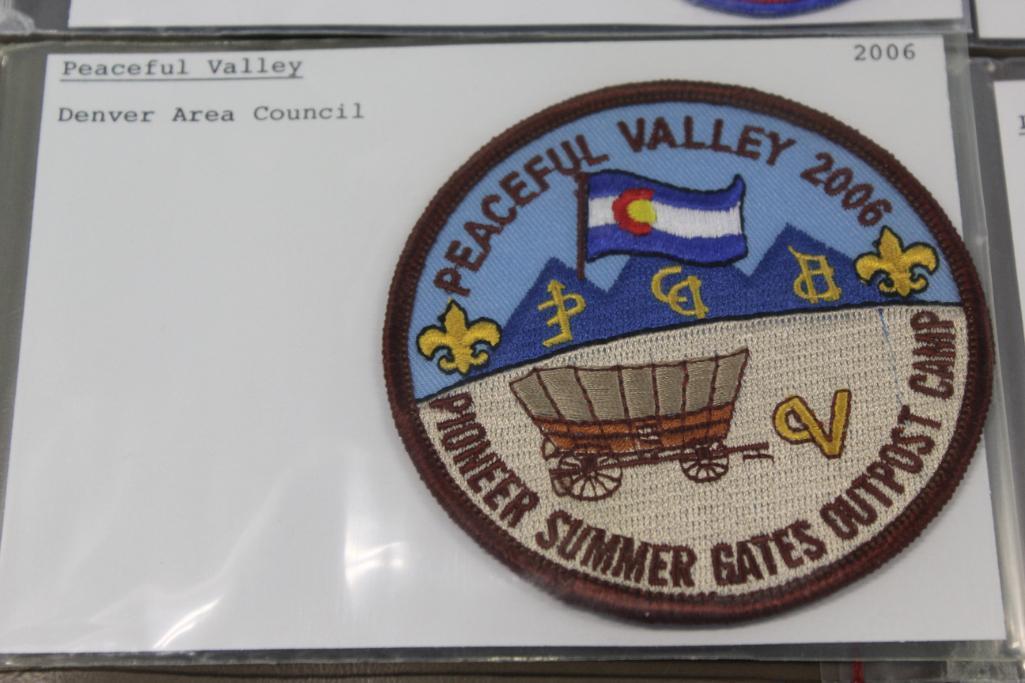 Peaceful Valley
2006
Denver Area Council
PEACEFUL VALLEY 2006
PIONEER SUMMER GATES OUTPOST CAMP